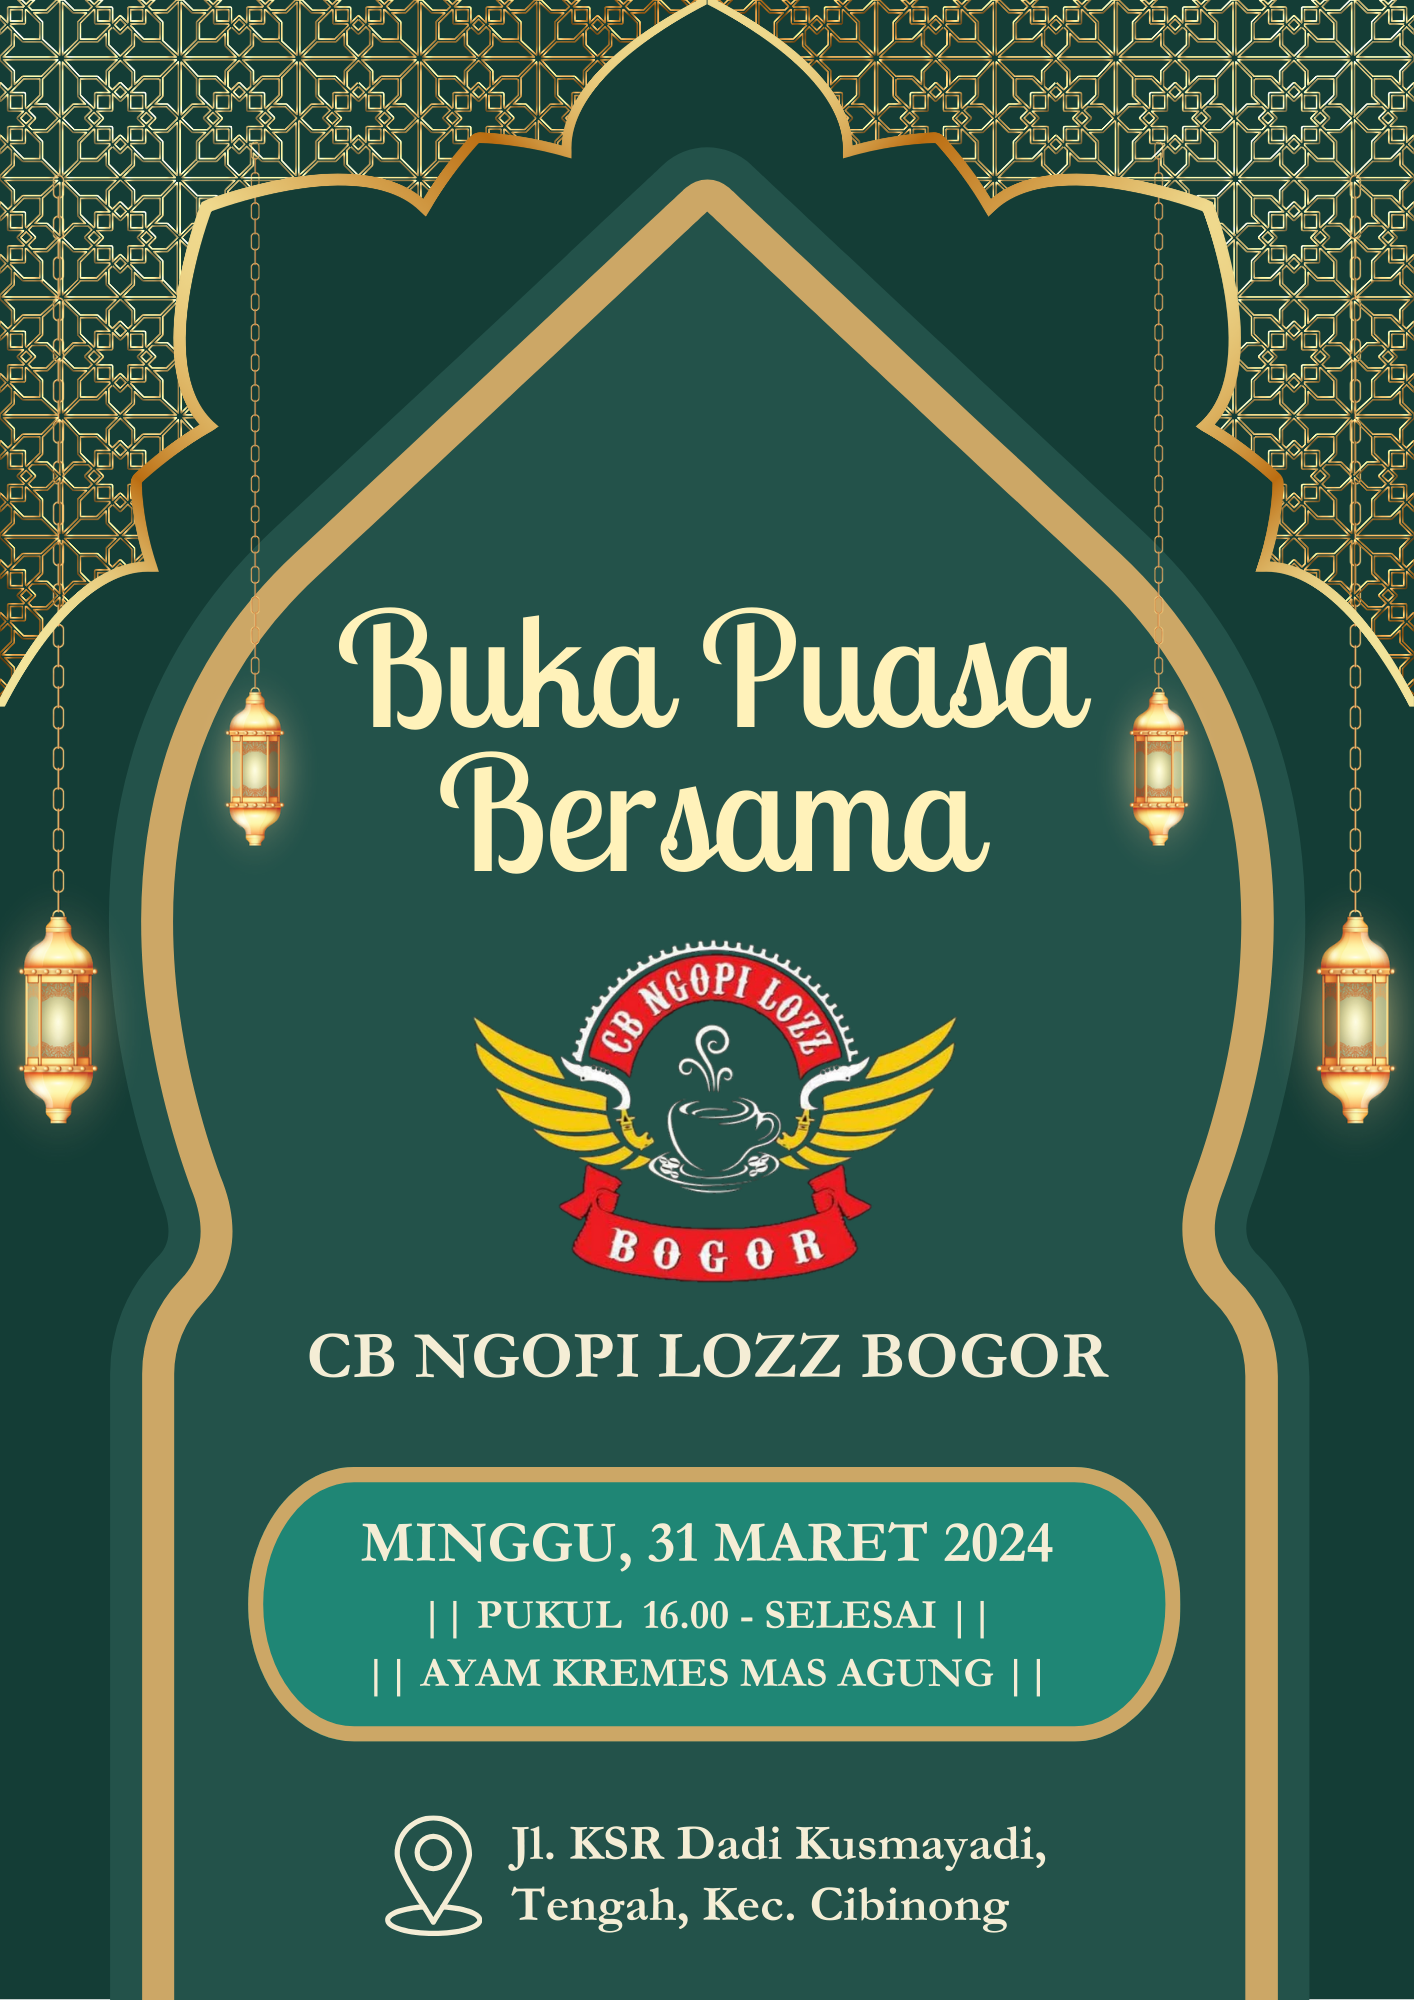 Buka Puasa
Bersama
CB NGOPI LOZZ
BOGOR
CB NGOPI LOZZ BOGOR
MINGGU, 31 MARET 2024
|| PUKUL  16.00 - SELESAI ||
|| AYAM KREMES MAS AGUNG ||
Jl. KSR Dadi Kusmayadi,
Tengah, Kec. Cibinong